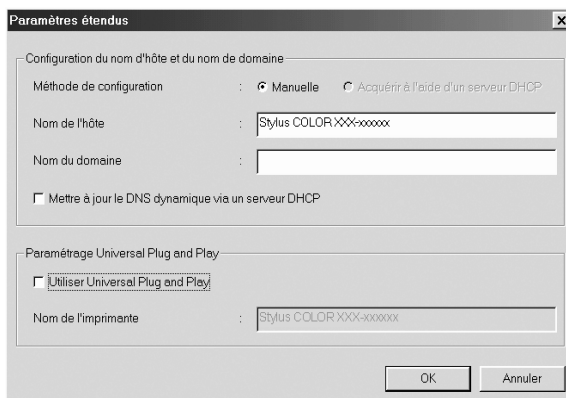 Paramètres étendus
Configuration du nom d'hôte et du nom de domaine
Méthode de configuration : Manuelle Acquérir à l'aide d'un serveur DHCP
Nom de l'hôte : Stylus COLOR XXX-xxxxxx
Nom du domaine :
Mettre à jour le DNS dynamique via un serveur DHCP
Paramétrage Universal Plug and Play
Utiliser Universal Plug and Play
Nom de l'imprimante : Stylus COLOR XXX-xxxxxx
OK Annuler